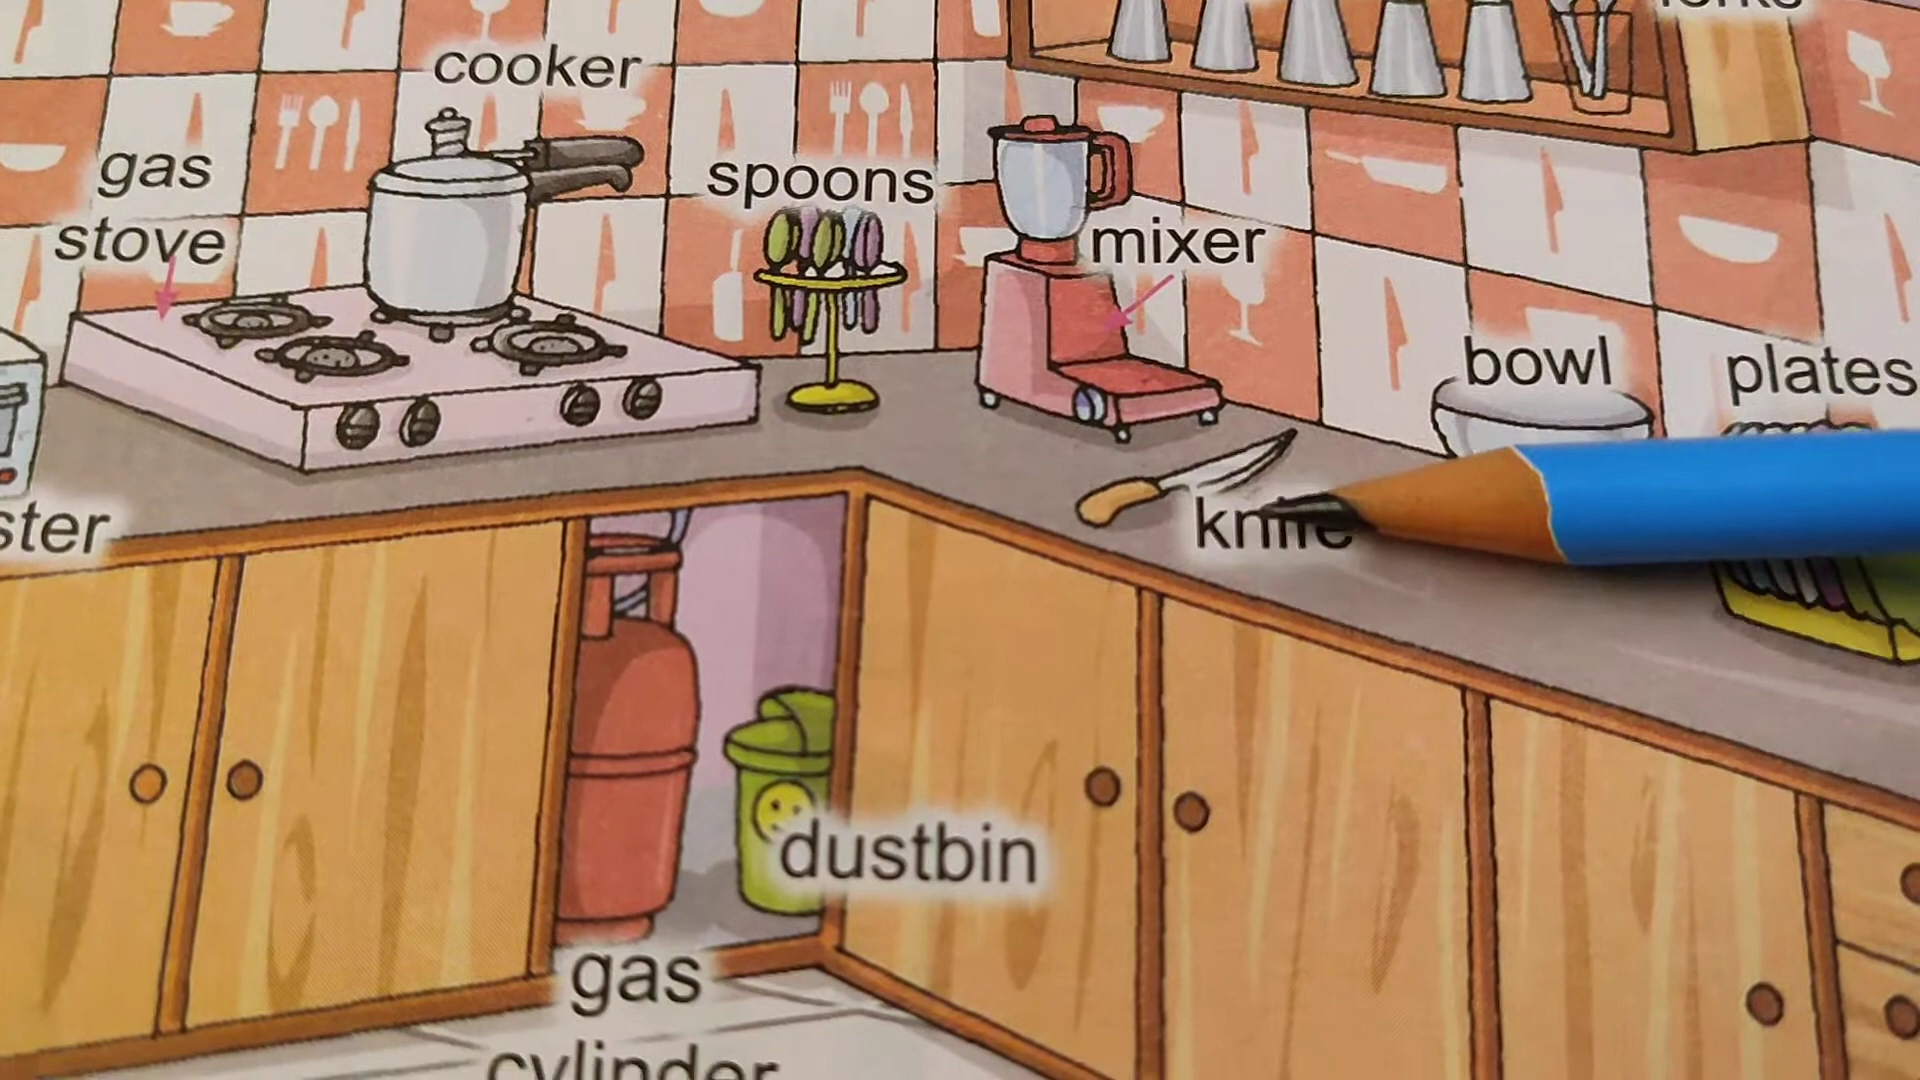 cooker
gas
stove
spoons
mixer
bowl
plates
knife
ster
dustbin
gas
cylinder